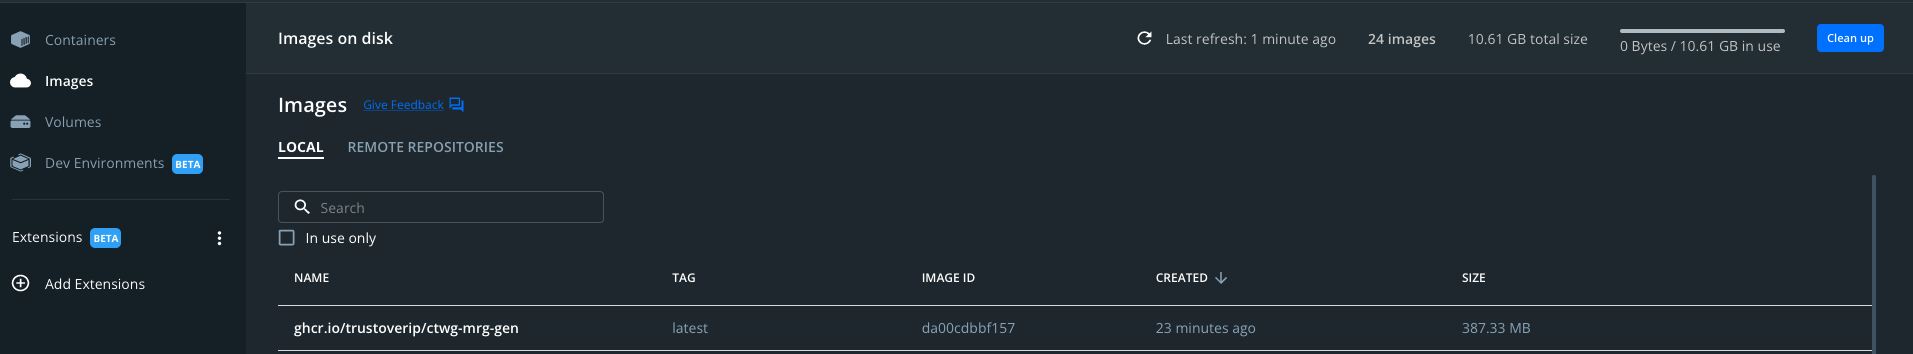 Containers
Images
Volumes
Dev Environments BETA
Extensions BETA
Add Extensions
Images on disk
Last refresh: 1 minute ago
24 images
10.61 GB total size
0 Bytes / 10.61 GB in use
Clean up
Images Give Feedback
LOCAL REMOTE REPOSITORIES
Search
In use only
NAME TAG IMAGE ID CREATED SIZE
ghcr.io/trustoverip/ctwg-mrg-gen latest da00cdbbf157 23 minutes ago 387.33 MB